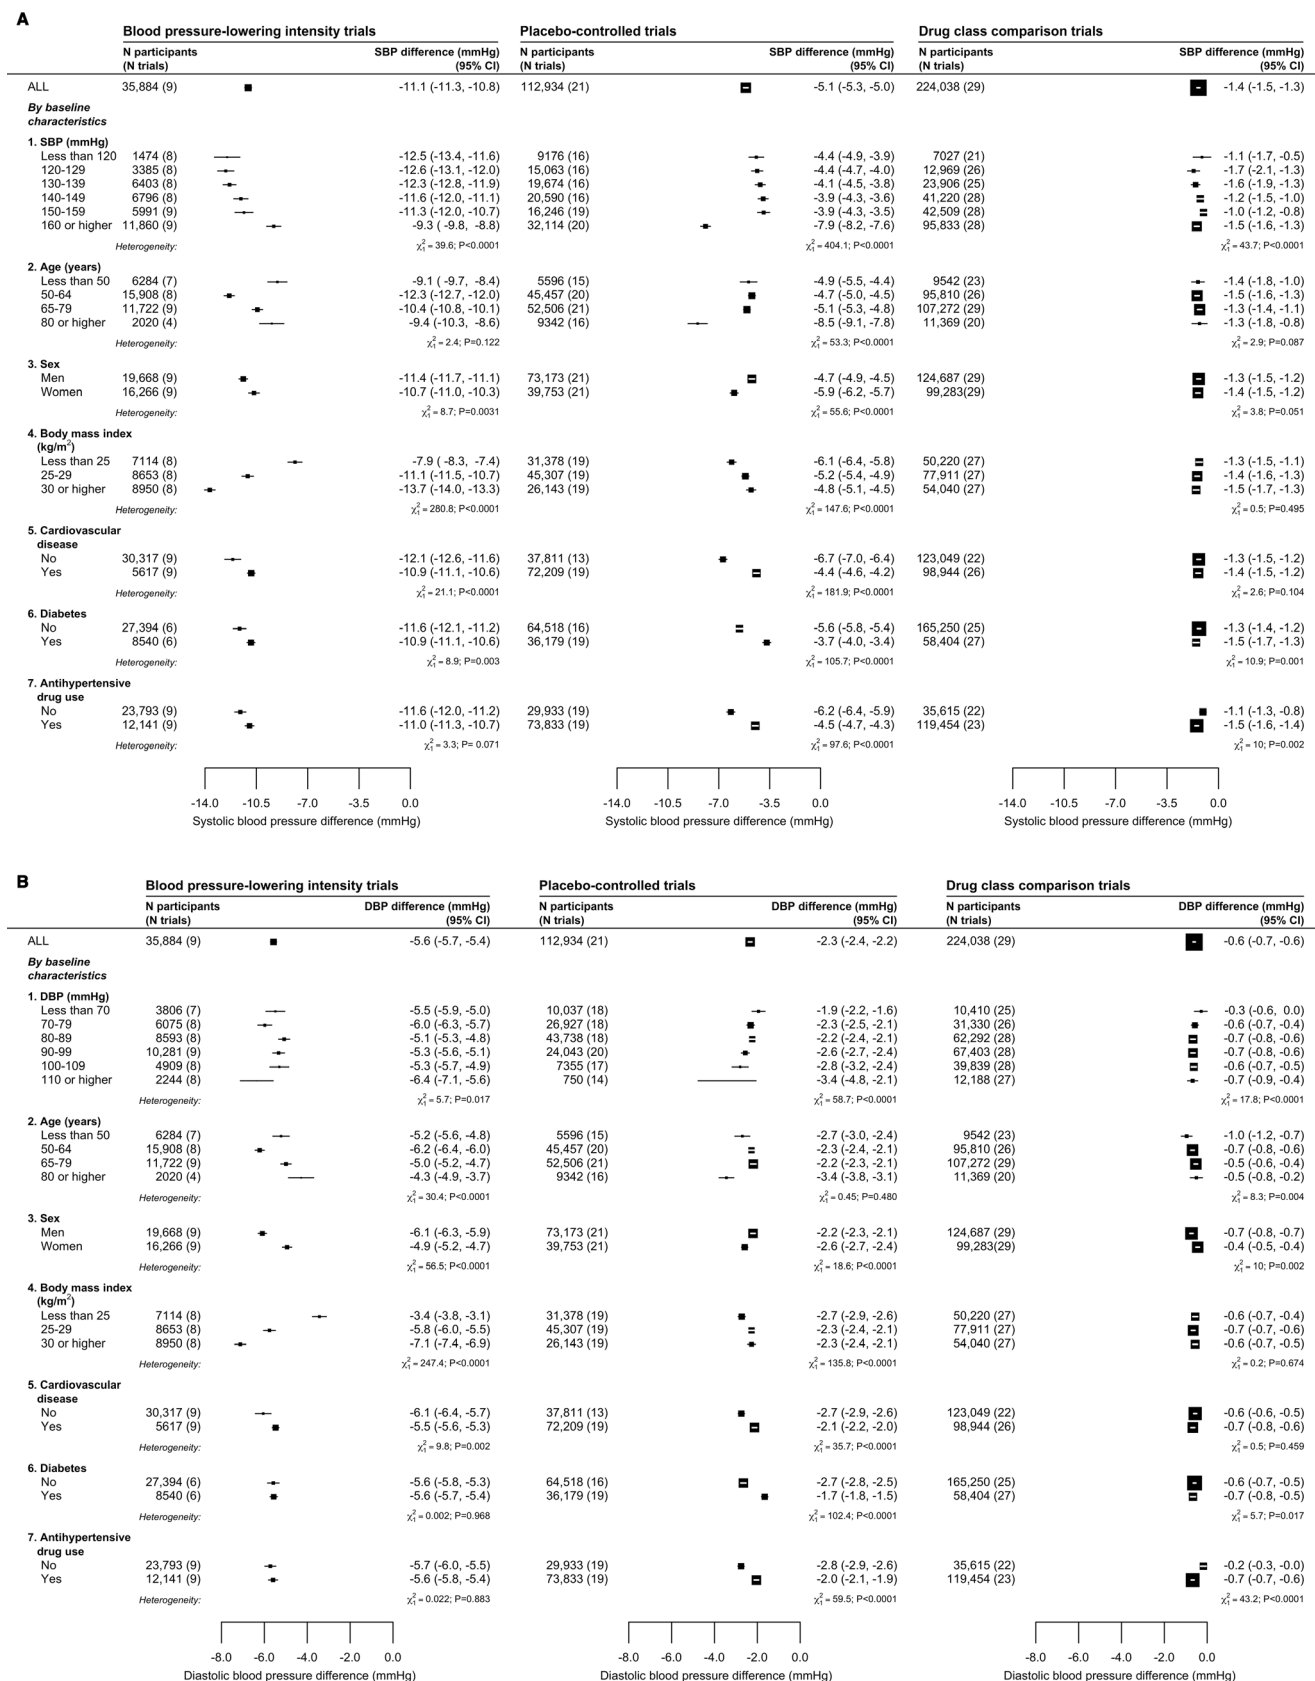 A
Blood pressure-lowering intensity trials Placebo-controlled trials Drug class comparison trials
N participants SBP difference (mmHg) N participants SBP difference (mmHg) N participants SBP difference (mmHg)
(N trials) (95% CI) (N trials) (95% CI) (N trials) (95% CI)
ALL 35,884 (9) -11.1 (-11.3, -10.8) 112,934 (21) -5.1 (-5.3, -5.0) 224,038 (29) -1.4 (-1.5, -1.3)
By baseline
characteristics
1. SBP (mmHg)
Less than 120 1474 (8) -12.5 (-13.4, -11.6) 9176 (16) -4.4 (-4.9, -3.9) 7027 (21) -1.1 (-1.7, -0.5)
120-129 3385 (8) -12.6 (-13.1, -12.0) 15,063 (16) -4.4 (-4.7, -4.0) 12,969 (26) -1.7 (-2.1, -1.3)
130-139 6403 (8) -12.3 (-12.8, -11.9) 19,674 (16) -4.1 (-4.5, -3.8) 23,906 (25) -1.6 (-1.9, -1.3)
140-149 6796 (8) -11.6 (-12.0, -11.1) 20,590 (16) -3.9 (-4.3, -3.6) 41,220 (28) -1.2 (-1.5, -1.0)
150-159 5991 (9) -11.3 (-12.0, -10.7) 16,246 (19) -3.9 (-4.3, -3.5) 42,509 (28) -1.0 (-1.2, -0.8)
160 or higher 11,860 (9) -9.3 (-9.8, -8.8) 32,114 (20) -7.9 (-8.2, -7.6) 95,833 (28) -1.5 (-1.6, -1.3)
Heterogeneity: χ²₁ = 39.6; P<0.0001 χ²₁ = 404.1; P<0.0001 χ²₁ = 43.7; P<0.0001
2. Age (years)
Less than 50 6284 (7) -9.1 (-9.7, -8.4) 5596 (15) -4.9 (-5.5, -4.4) 9542 (23) -1.4 (-1.8, -1.0)
50-64 15,908 (8) -12.3 (-12.7, -12.0) 45,457 (20) -4.7 (-5.0, -4.5) 95,810 (26) -1.5 (-1.6, -1.3)
65-79 11,722 (9) -10.4 (-10.8, -10.1) 52,506 (21) -5.1 (-5.3, -4.8) 107,272 (29) -1.3 (-1.4, -1.1)
80 or higher 2020 (4) -9.4 (-10.3, -8.6) 9342 (16) -8.5 (-9.1, -7.8) 11,369 (20) -1.3 (-1.8, -0.8)
Heterogeneity: χ²₁ = 2.4; P=0.122 χ²₁ = 53.3; P<0.0001 χ²₁ = 2.9; P=0.087
3. Sex
Men 19,668 (9) -11.4 (-11.7, -11.1) 73,173 (21) -4.7 (-4.9, -4.5) 124,687 (29) -1.3 (-1.5, -1.2)
Women 16,266 (9) -10.7 (-11.0, -10.3) 39,753 (21) -5.9 (-6.2, -5.7) 99,283(29) -1.4 (-1.5, -1.2)
Heterogeneity: χ²₁ = 8.7; P=0.0031 χ²₁ = 55.6; P<0.0001 χ²₁ = 3.8; P=0.051
4. Body mass index
(kg/m²)
Less than 25 7114 (8) -7.9 (-8.3, -7.4) 31,378 (19) -6.1 (-6.4, -5.8) 50,220 (27) -1.3 (-1.5, -1.1)
25-29 8653 (8) -11.1 (-11.5, -10.7) 45,307 (19) -5.2 (-5.4, -4.9) 77,911 (27) -1.4 (-1.6, -1.3)
30 or higher 8950 (8) -13.7 (-14.0, -13.3) 26,143 (19) -4.8 (-5.1, -4.5) 54,040 (27) -1.5 (-1.7, -1.3)
Heterogeneity: χ²₁ = 280.8; P<0.0001 χ²₁ = 147.6; P<0.0001 χ²₁ = 0.5; P=0.495
5. Cardiovascular
disease
No 30,317 (9) -12.1 (-12.6, -11.6) 37,811 (13) -6.7 (-7.0, -6.4) 123,049 (22) -1.3 (-1.5, -1.2)
Yes 5617 (9) -10.9 (-11.1, -10.6) 72,209 (19) -4.4 (-4.6, -4.2) 98,944 (26) -1.4 (-1.5, -1.2)
Heterogeneity: χ²₁ = 21.1; P<0.0001 χ²₁ = 181.9; P<0.0001 χ²₁ = 2.6; P=0.104
6. Diabetes
No 27,394 (6) -11.6 (-12.1, -11.2) 64,518 (16) -5.6 (-5.8, -5.4) 165,250 (25) -1.3 (-1.4, -1.2)
Yes 8540 (6) -10.9 (-11.1, -10.6) 36,179 (19) -3.7 (-4.0, -3.4) 58,404 (27) -1.5 (-1.7, -1.3)
Heterogeneity: χ²₁ = 8.9; P=0.003 χ²₁ = 105.7; P<0.0001 χ²₁ = 10.9; P=0.001
7. Antihypertensive
drug use
No 23,793 (9) -11.6 (-12.0, -11.2) 29,933 (19) -6.2 (-6.4, -5.9) 35,615 (22) -1.1 (-1.3, -0.8)
Yes 12,141 (9) -11.0 (-11.3, -10.7) 73,833 (19) -4.5 (-4.7, -4.3) 119,454 (23) -1.5 (-1.6, -1.4)
Heterogeneity: χ²₁ = 3.3; P= 0.071 χ²₁ = 97.6; P<0.0001 χ²₁ = 10; P=0.002
-14.0 -10.5 -7.0 -3.5 0.0 -14.0 -10.5 -7.0 -3.5 0.0 -14.0 -10.5 -7.0 -3.5 0.0
Systolic blood pressure difference (mmHg) Systolic blood pressure difference (mmHg) Systolic blood pressure difference (mmHg)
B
Blood pressure-lowering intensity trials Placebo-controlled trials Drug class comparison trials
N participants DBP difference (mmHg) N participants DBP difference (mmHg) N participants DBP difference (mmHg)
(N trials) (95% CI) (N trials) (95% CI) (N trials) (95% CI)
ALL 35,884 (9) -5.6 (-5.7, -5.4) 112,934 (21) -2.3 (-2.4, -2.2) 224,038 (29) -0.6 (-0.7, -0.6)
By baseline
characteristics
1. DBP (mmHg)
Less than 70 3806 (7) -5.5 (-5.9, -5.0) 10,037 (18) -1.9 (-2.2, -1.6) 10,410 (25) -0.3 (-0.6, 0.0)
70-79 6075 (8) -6.0 (-6.3, -5.7) 26,927 (18) -2.3 (-2.5, -2.1) 31,330 (26) -0.6 (-0.7, -0.4)
80-89 8593 (8) -5.1 (-5.3, -4.8) 43,738 (18) -2.2 (-2.4, -2.1) 62,292 (28) -0.7 (-0.8, -0.6)
90-99 10,281 (9) -5.3 (-5.6, -5.1) 24,043 (20) -2.6 (-2.7, -2.4) 67,403 (28) -0.7 (-0.8, -0.6)
100-109 4909 (8) -5.3 (-5.7, -4.9) 7355 (17) -2.8 (-3.2, -2.4) 39,839 (28) -0.6 (-0.7, -0.5)
110 or higher 2244 (8) -6.4 (-7.1, -5.6) 750 (14) -3.4 (-4.8, -2.1) 12,188 (27) -0.7 (-0.9, -0.4)
Heterogeneity: χ²₁ = 5.7; P=0.017 χ²₁ = 58.7; P<0.0001 χ²₁ = 17.8; P<0.0001
2. Age (years)
Less than 50 6284 (7) -5.2 (-5.6, -4.8) 5596 (15) -2.7 (-3.0, -2.4) 9542 (23) -1.0 (-1.2, -0.7)
50-64 15,908 (8) -6.2 (-6.4, -6.0) 45,457 (20) -2.3 (-2.4, -2.1) 95,810 (26) -0.7 (-0.8, -0.6)
65-79 11,722 (9) -5.0 (-5.2, -4.7) 52,506 (21) -2.2 (-2.3, -2.1) 107,272 (29) -0.5 (-0.6, -0.4)
80 or higher 2020 (4) -4.3 (-4.9, -3.7) 9342 (16) -3.4 (-3.8, -3.1) 11,369 (20) -0.5 (-0.8, -0.2)
Heterogeneity: χ²₁ = 30.4; P<0.0001 χ²₁ = 0.45; P=0.480 χ²₁ = 8.3; P=0.004
3. Sex
Men 19,668 (9) -6.1 (-6.3, -5.9) 73,173 (21) -2.2 (-2.3, -2.1) 124,687 (29) -0.7 (-0.8, -0.7)
Women 16,266 (9) -4.9 (-5.2, -4.7) 39,753 (21) -2.6 (-2.7, -2.4) 99,283(29) -0.4 (-0.5, -0.4)
Heterogeneity: χ²₁ = 56.5; P<0.0001 χ²₁ = 18.6; P<0.0001 χ²₁ = 10; P=0.002
4. Body mass index
(kg/m²)
Less than 25 7114 (8) -3.4 (-3.8, -3.1) 31,378 (19) -2.7 (-2.9, -2.6) 50,220 (27) -0.6 (-0.7, -0.4)
25-29 8653 (8) -5.8 (-6.0, -5.5) 45,307 (19) -2.3 (-2.4, -2.1) 77,911 (27) -0.7 (-0.7, -0.6)
30 or higher 8950 (8) -7.1 (-7.4, -6.9) 26,143 (19) -2.3 (-2.4, -2.1) 54,040 (27) -0.6 (-0.7, -0.5)
Heterogeneity: χ²₁ = 247.4; P<0.0001 χ²₁ = 135.8; P<0.0001 χ²₁ = 0.2; P=0.674
5. Cardiovascular
disease
No 30,317 (9) -6.1 (-6.4, -5.7) 37,811 (13) -2.7 (-2.9, -2.6) 123,049 (22) -0.6 (-0.6, -0.5)
Yes 5617 (9) -5.5 (-5.6, -5.3) 72,209 (19) -2.1 (-2.2, -2.0) 98,944 (26) -0.7 (-0.8, -0.6)
Heterogeneity: χ²₁ = 9.8; P=0.002 χ²₁ = 35.7; P<0.0001 χ²₁ = 0.5; P=0.459
6. Diabetes
No 27,394 (6) -5.6 (-5.8, -5.3) 64,518 (16) -2.7 (-2.8, -2.5) 165,250 (25) -0.6 (-0.7, -0.5)
Yes 8540 (6) -5.6 (-5.7, -5.4) 36,179 (19) -1.7 (-1.8, -1.5) 58,404 (27) -0.7 (-0.8, -0.5)
Heterogeneity: χ²₁ = 0.002; P=0.968 χ²₁ = 102.4; P<0.0001 χ²₁ = 5.7; P=0.017
7. Antihypertensive
drug use
No 23,793 (9) -5.7 (-6.0, -5.5) 29,933 (19) -2.8 (-2.9, -2.6) 35,615 (22) -0.2 (-0.3, -0.0)
Yes 12,141 (9) -5.6 (-5.8, -5.4) 73,833 (19) -2.0 (-2.1, -1.9) 119,454 (23) -0.7 (-0.7, -0.6)
Heterogeneity: χ²₁ = 0.022; P=0.883 χ²₁ = 59.5; P<0.0001 χ²₁ = 43.2; P<0.0001
-8.0 -6.0 -4.0 -2.0 0.0 -8.0 -6.0 -4.0 -2.0 0.0 -8.0 -6.0 -4.0 -2.0 0.0
Diastolic blood pressure difference (mmHg) Diastolic blood pressure difference (mmHg) Diastolic blood pressure difference (mmHg)